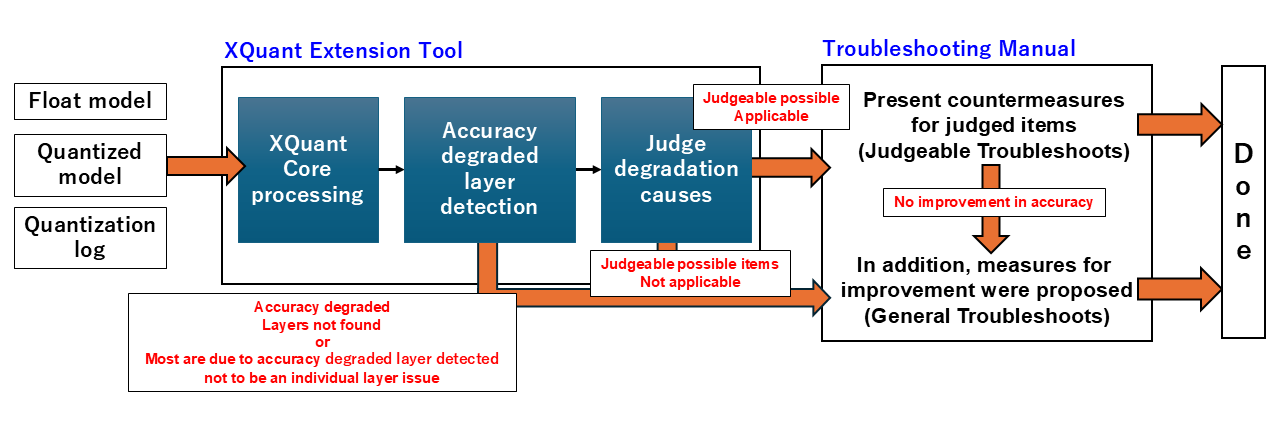 XQuant Extension Tool
Troubleshooting Manual
Float model
Quantized
model
Quantization
log
XQuant
Core
processing
Accuracy
degraded
layer
detection
Judge
degradation
causes
Judgeable possible
Applicable
Judgeable possible items
Not applicable
Accuracy degraded
Layers not found
or
Most are due to accuracy degraded layer detected
not to be an individual layer issue
Present countermeasures
for judged items
(Judgeable Troubleshoots)
No improvement in accuracy
In addition, measures for
improvement were proposed
(General Troubleshoots)
D
o
n
e